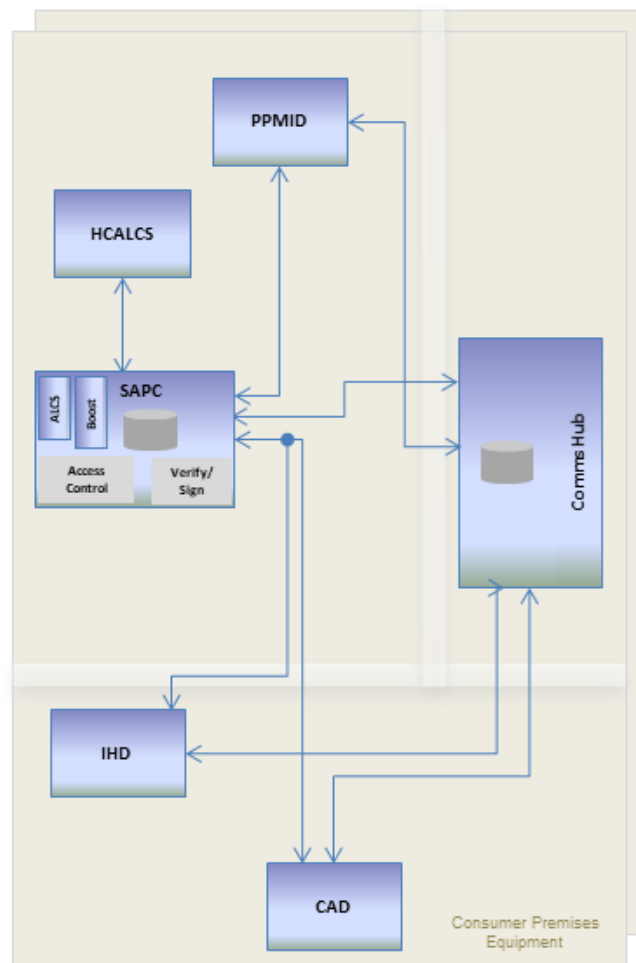 PPMID
HCALCS
SAPC
ALCS
Boost
Access
Control
Verify/
Sign
Comms Hub
IHD
CAD
Consumer Premises
Equipment